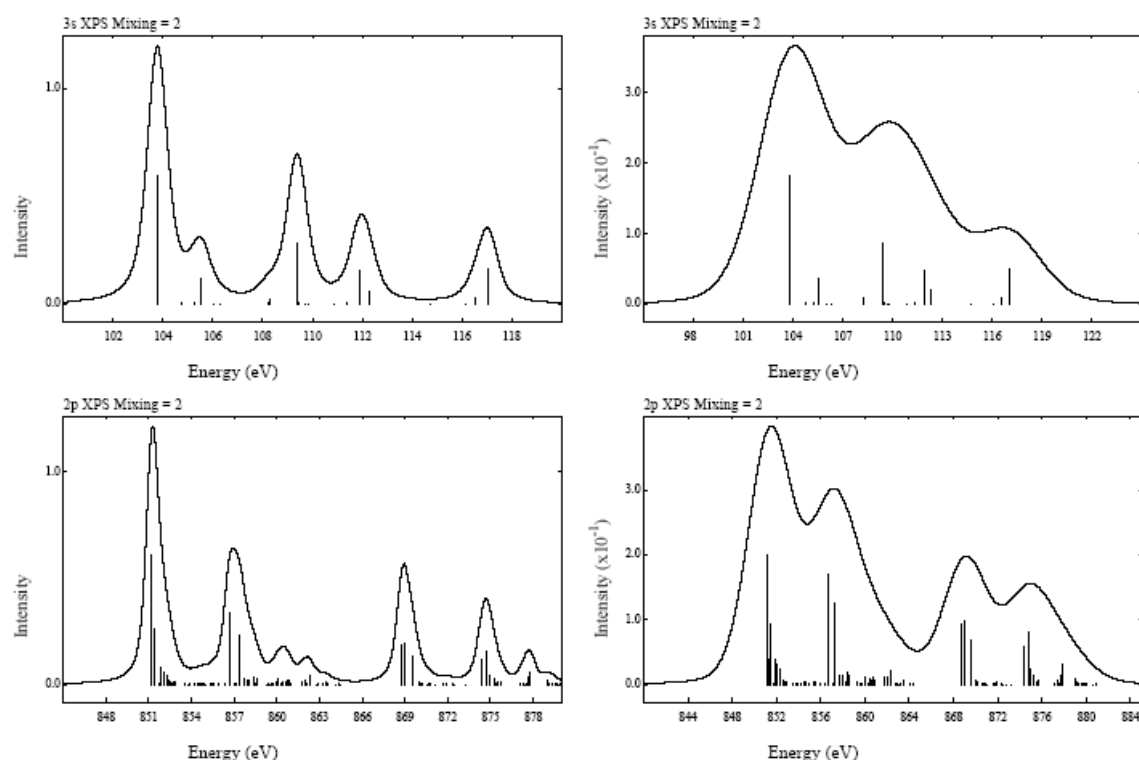 3s XPS Mixing = 2
1.0
0.0
Intensity
102 104 106 108 110 112 114 116 118
Energy (eV)
3s XPS Mixing = 2
3.0
2.0
1.0
0.0
Intensity (x10⁻¹)
98 101 104 107 110 113 116 119 122
Energy (eV)
2p XPS Mixing = 2
1.0
0.0
Intensity
848 851 854 857 860 863 866 869 872 875 878
Energy (eV)
2p XPS Mixing = 2
3.0
2.0
1.0
0.0
Intensity (x10⁻¹)
844 848 852 856 860 864 868 872 876 880 884
Energy (eV)